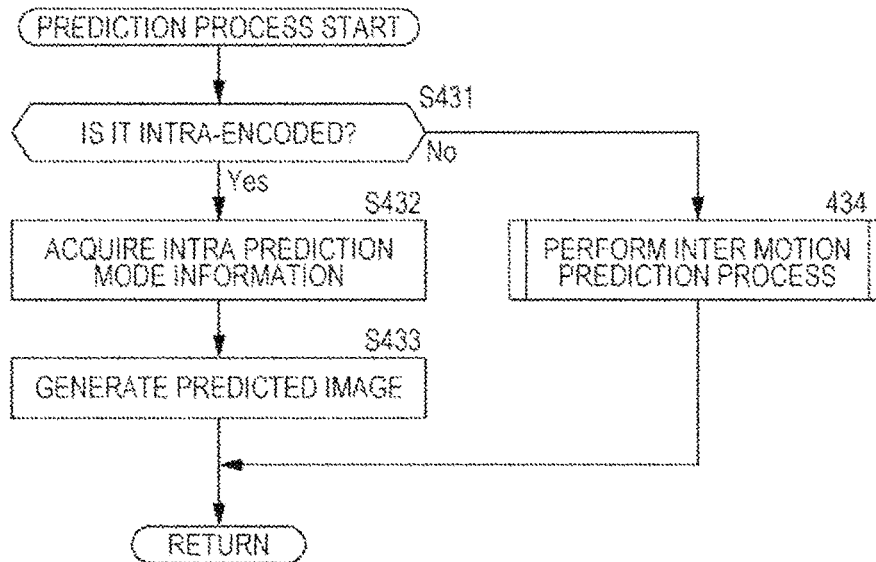 PREDICTION PROCESS START
S431
IS IT INTRA-ENCODED?
No
Yes
S432
ACQUIRE INTRA PREDICTION
MODE INFORMATION
434
PERFORM INTER MOTION
PREDICTION PROCESS
S433
GENERATE PREDICTED IMAGE
RETURN